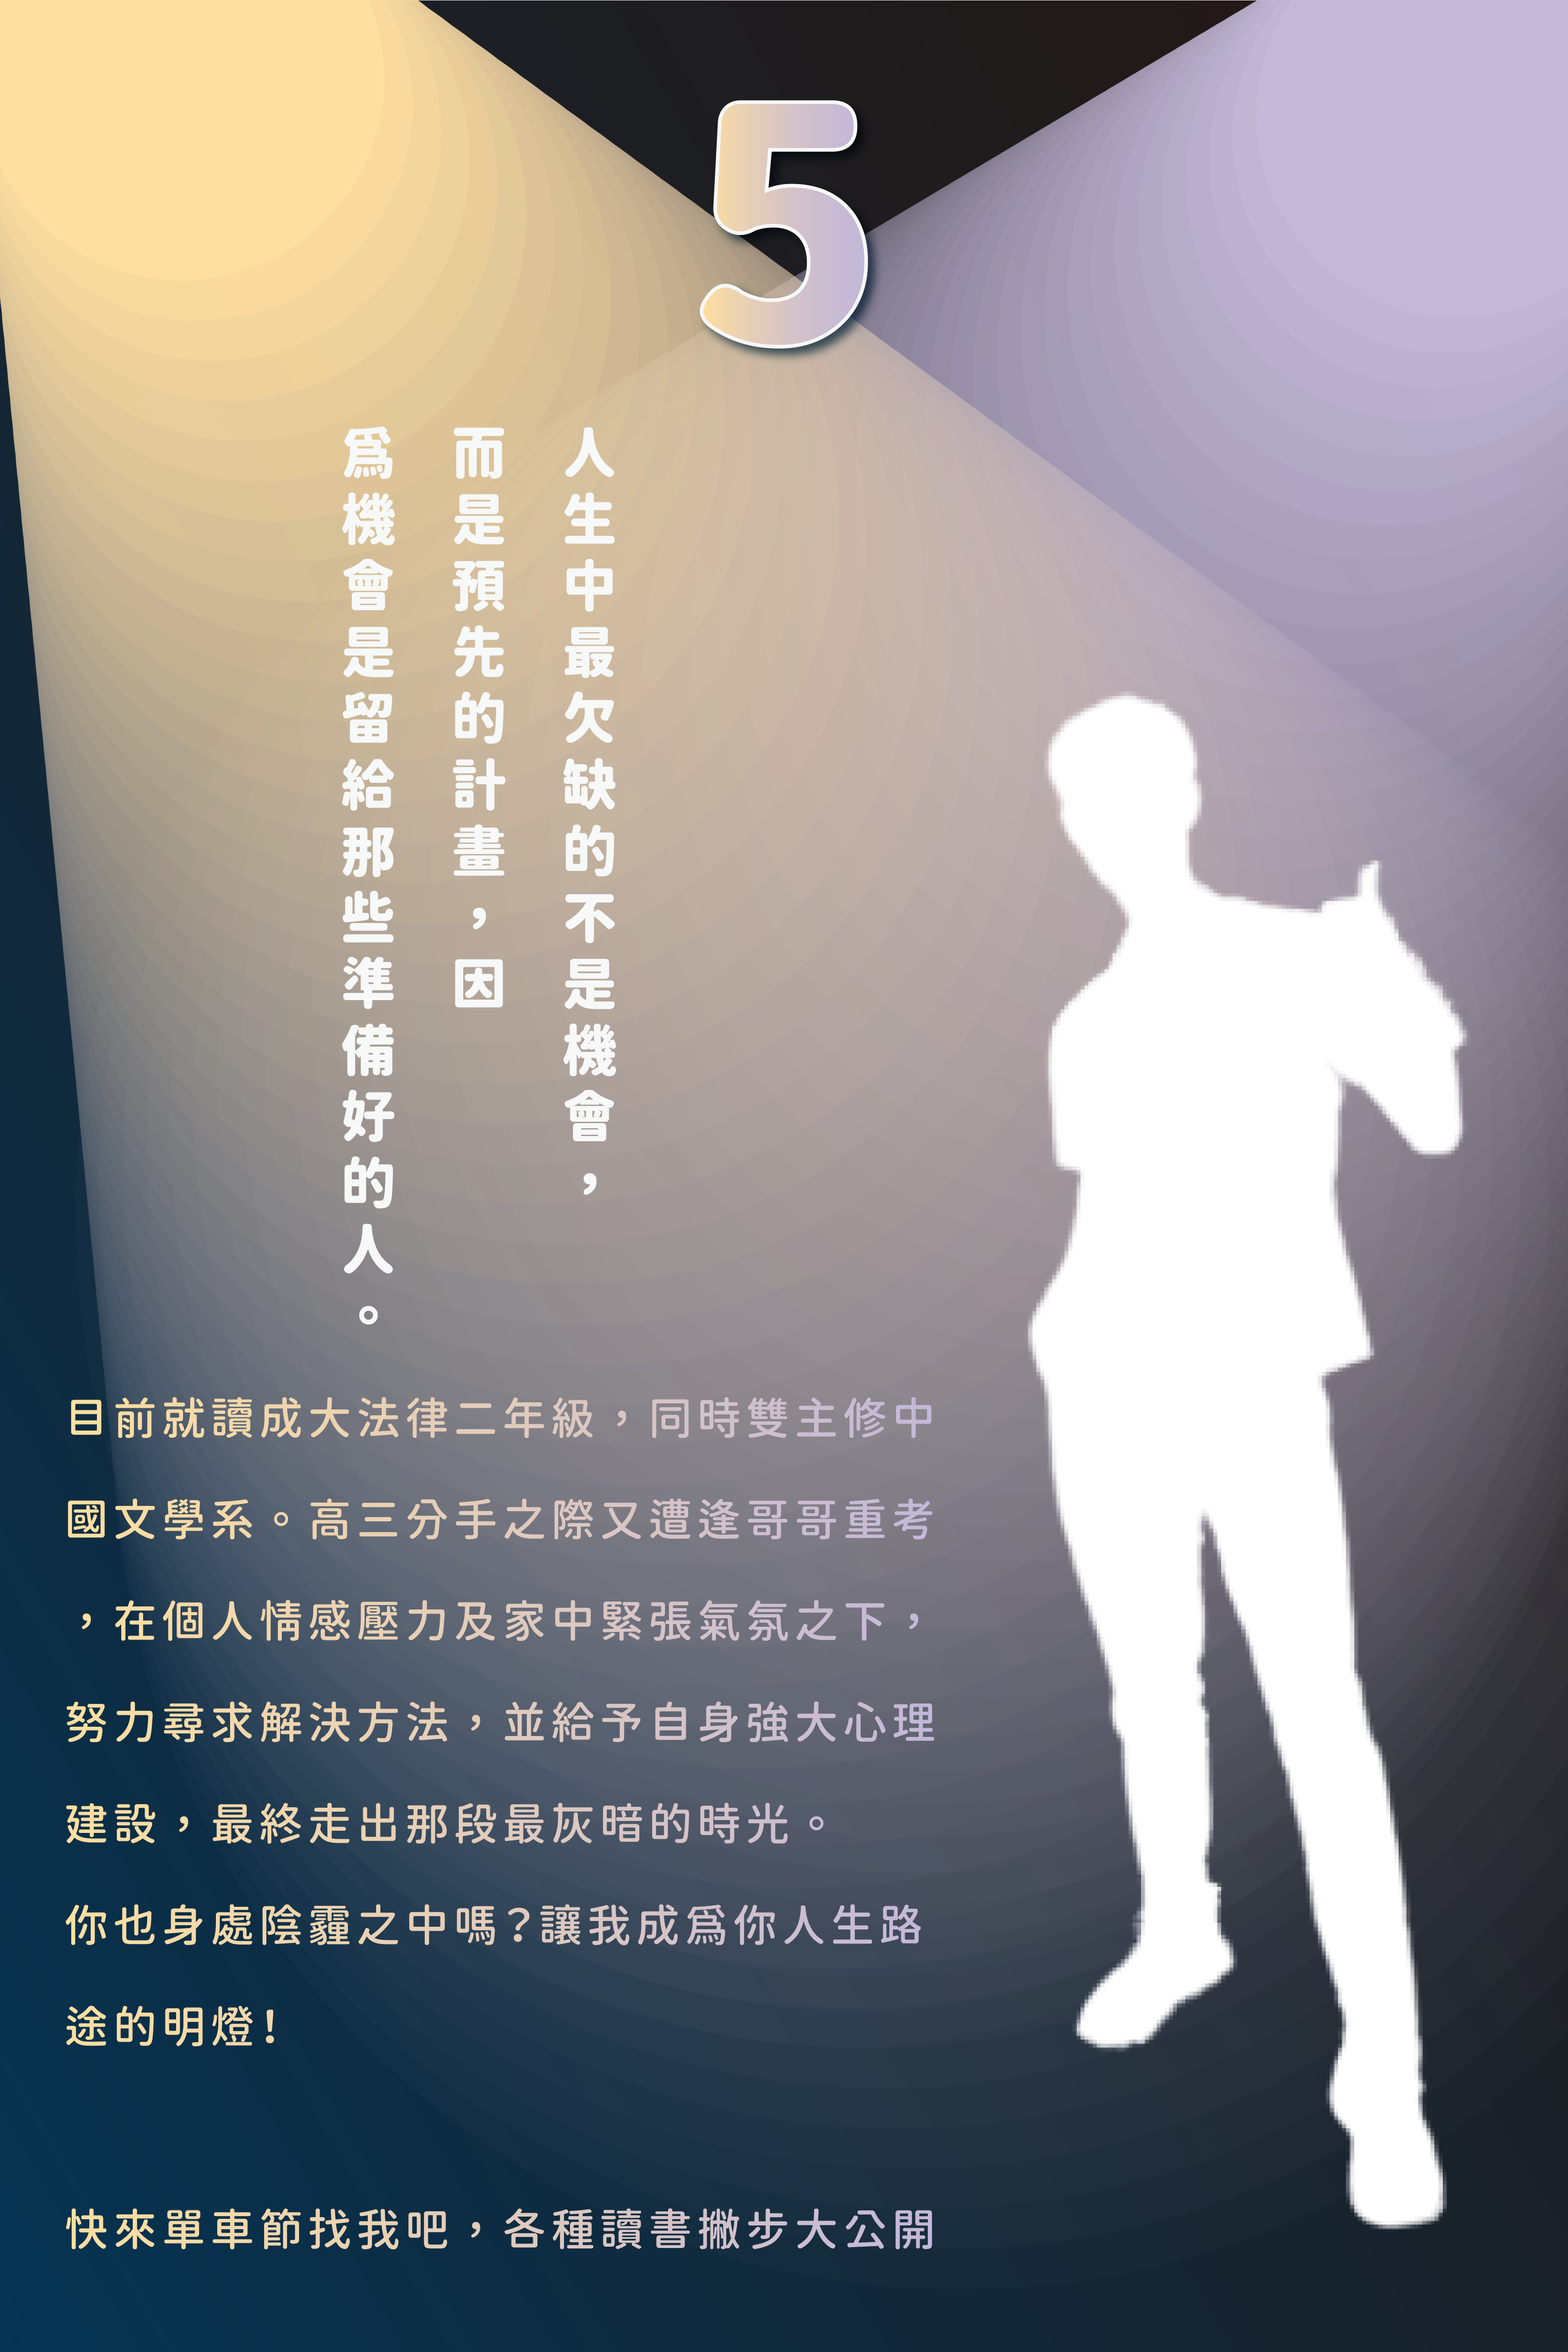 5
人生中最欠缺的不是機會，
而是預先的計畫，因
爲機會是留給那些準備好的人。
目前就讀成大法律二年級，同時雙主修中
國文學系。高三分手之際又遭逢哥哥重考
，在個人情感壓力及家中緊張氣氛之下，
努力尋求解決方法，並給予自身強大心理
建設，最終走出那段最灰暗的時光。
你也身處陰霾之中嗎？讓我成爲你人生路
途的明燈！
快來單車節找我吧，各種讀書撇步大公開